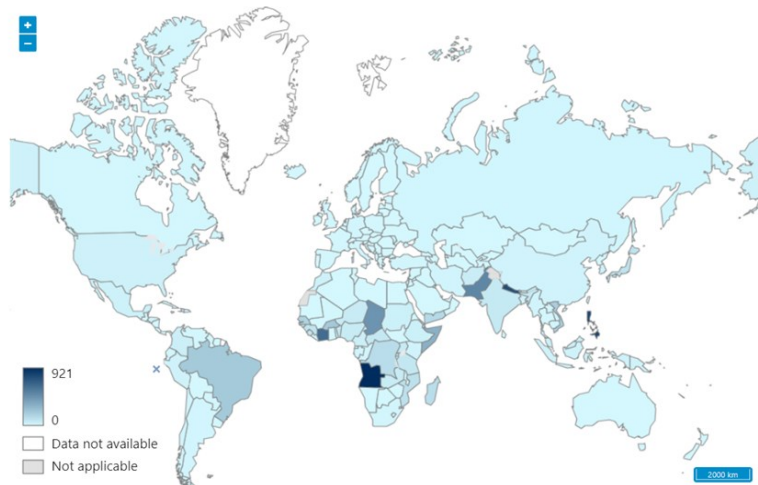 +
−
921
0
Data not available
Not applicable
2000 km